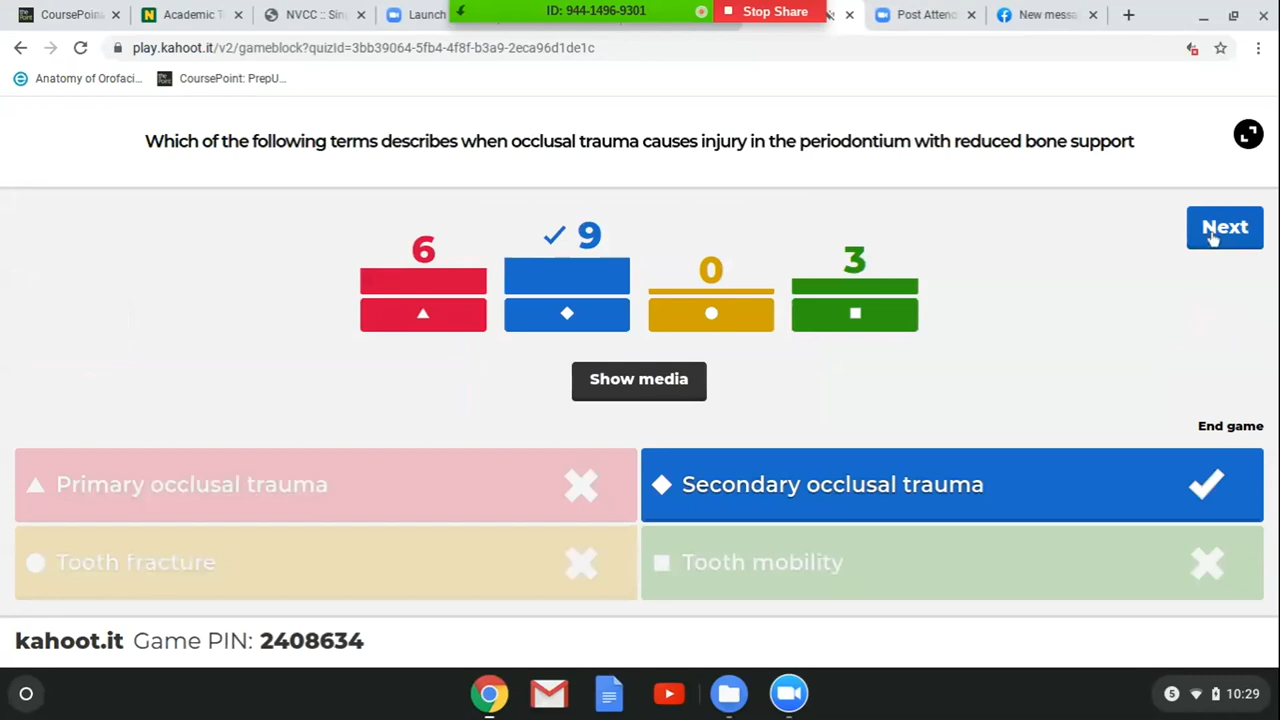 CoursePoin
Academic T
NVCC :: Sin
Launch
ID: 944-1496-9301
Stop Share
Post Atteno
New messa
play.kahoot.it/v2/gameblock?quizId=3bb39064-5fb4-4f8f-b3a9-2eca96d1de1c
Anatomy of Orofaci...
CoursePoint: PrepU...
Which of the following terms describes when occlusal trauma causes injury in the periodontium with reduced bone support
Next
6
9
0
3
Show media
End game
Primary occlusal trauma
Secondary occlusal trauma
Tooth fracture
Tooth mobility
kahoot.it Game PIN: 2408634
5
10:29